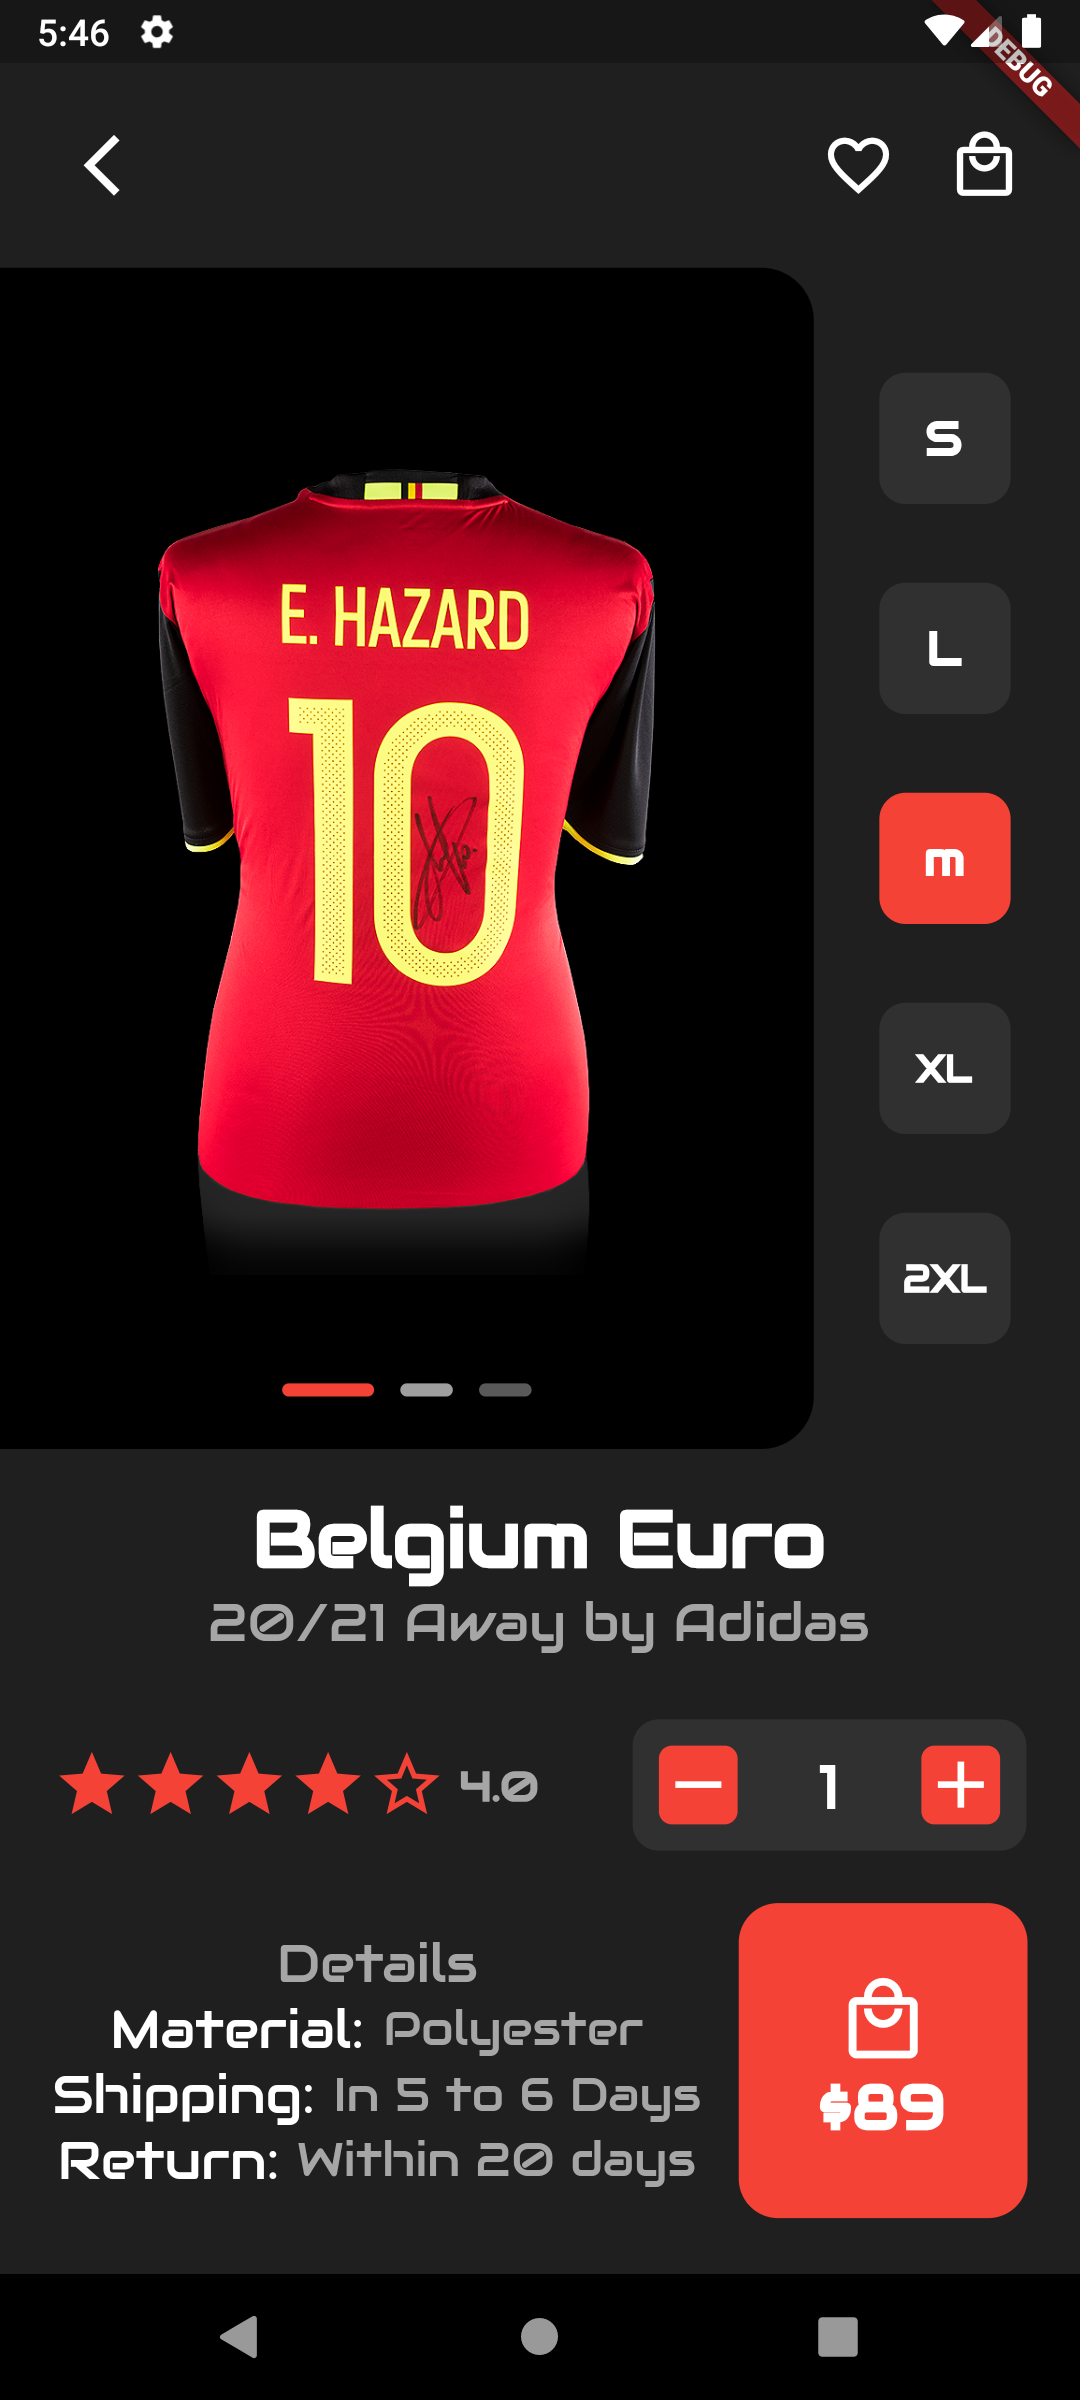 5:46
DEBUG
S
E. HAZARD
L
10
m
XL
2XL
Belgium Euro
20/21 Away by Adidas
4.0
1
Details
Material: Polyester
Shipping: In 5 to 6 Days
Return: Within 20 days
$89